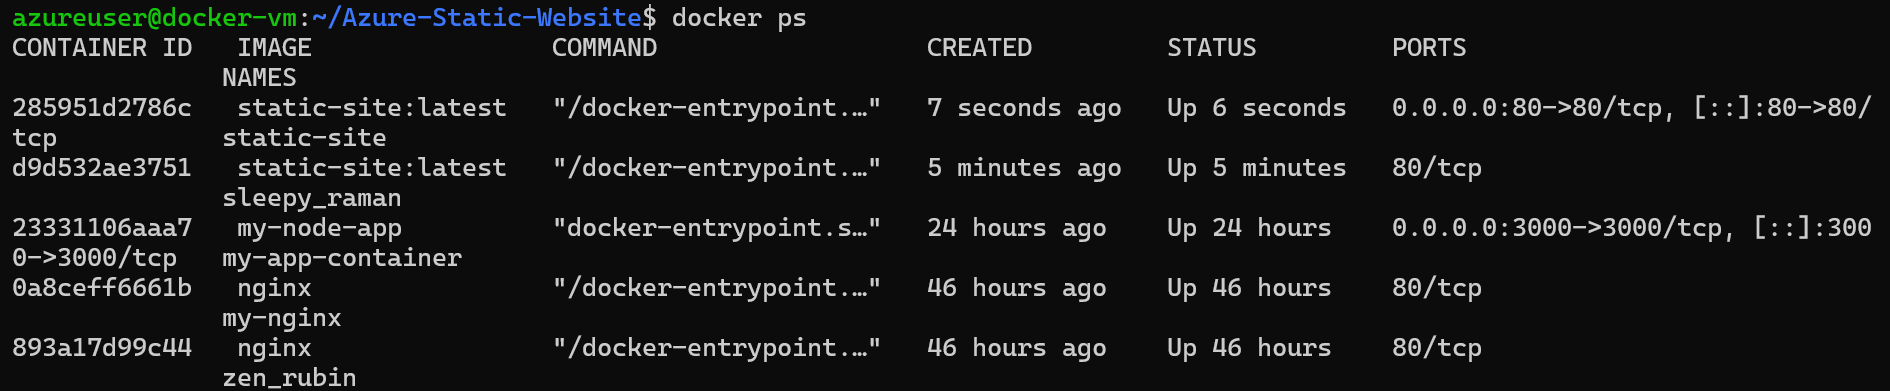 azureuser@docker-vm:~/Azure-Static-Website$ docker ps
CONTAINER ID   IMAGE                COMMAND                  CREATED         STATUS         PORTS
              NAMES
285951d2786c   static-site:latest   "/docker-entrypoint.…"   7 seconds ago   Up 6 seconds   0.0.0.0:80->80/tcp, [::]:80->80/
tcp           static-site
d9d532ae3751   static-site:latest   "/docker-entrypoint.…"   5 minutes ago   Up 5 minutes   80/tcp
              sleepy_raman
23331106aaa7   my-node-app          "docker-entrypoint.s…"   24 hours ago    Up 24 hours    0.0.0.0:3000->3000/tcp, [::]:300
0->3000/tcp   my-app-container
0a8ceff6661b   nginx                "/docker-entrypoint.…"   46 hours ago    Up 46 hours    80/tcp
              my-nginx
893a17d99c44   nginx                "/docker-entrypoint.…"   46 hours ago    Up 46 hours    80/tcp
              zen_rubin